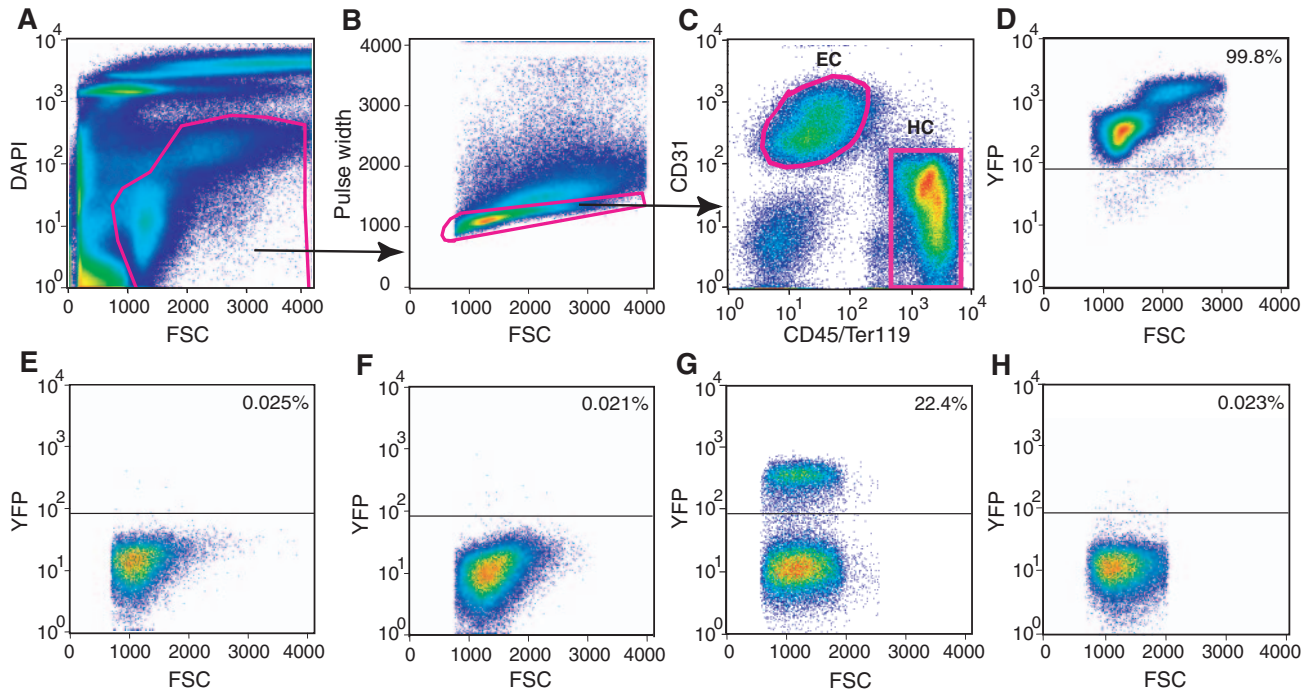 A
10^4
10^3
10^2
10^1
10^0
DAPI
0 1000 2000 3000 4000
FSC
B
4000
3000
2000
1000
0
Pulse width
0 1000 2000 3000 4000
FSC
C
10^4
10^3
10^2
10^1
10^0
CD31
EC
HC
10^0 10^1 10^2 10^3 10^4
CD45/Ter119
D
10^4
10^3
10^2
10^1
10^0
YFP
99.8%
0 1000 2000 3000 4000
FSC
E
10^4
10^3
10^2
10^1
10^0
YFP
0.025%
0 1000 2000 3000 4000
FSC
F
10^4
10^3
10^2
10^1
10^0
YFP
0.021%
0 1000 2000 3000 4000
FSC
G
10^4
10^3
10^2
10^1
10^0
YFP
22.4%
0 1000 2000 3000 4000
FSC
H
10^4
10^3
10^2
10^1
10^0
YFP
0.023%
0 1000 2000 3000 4000
FSC